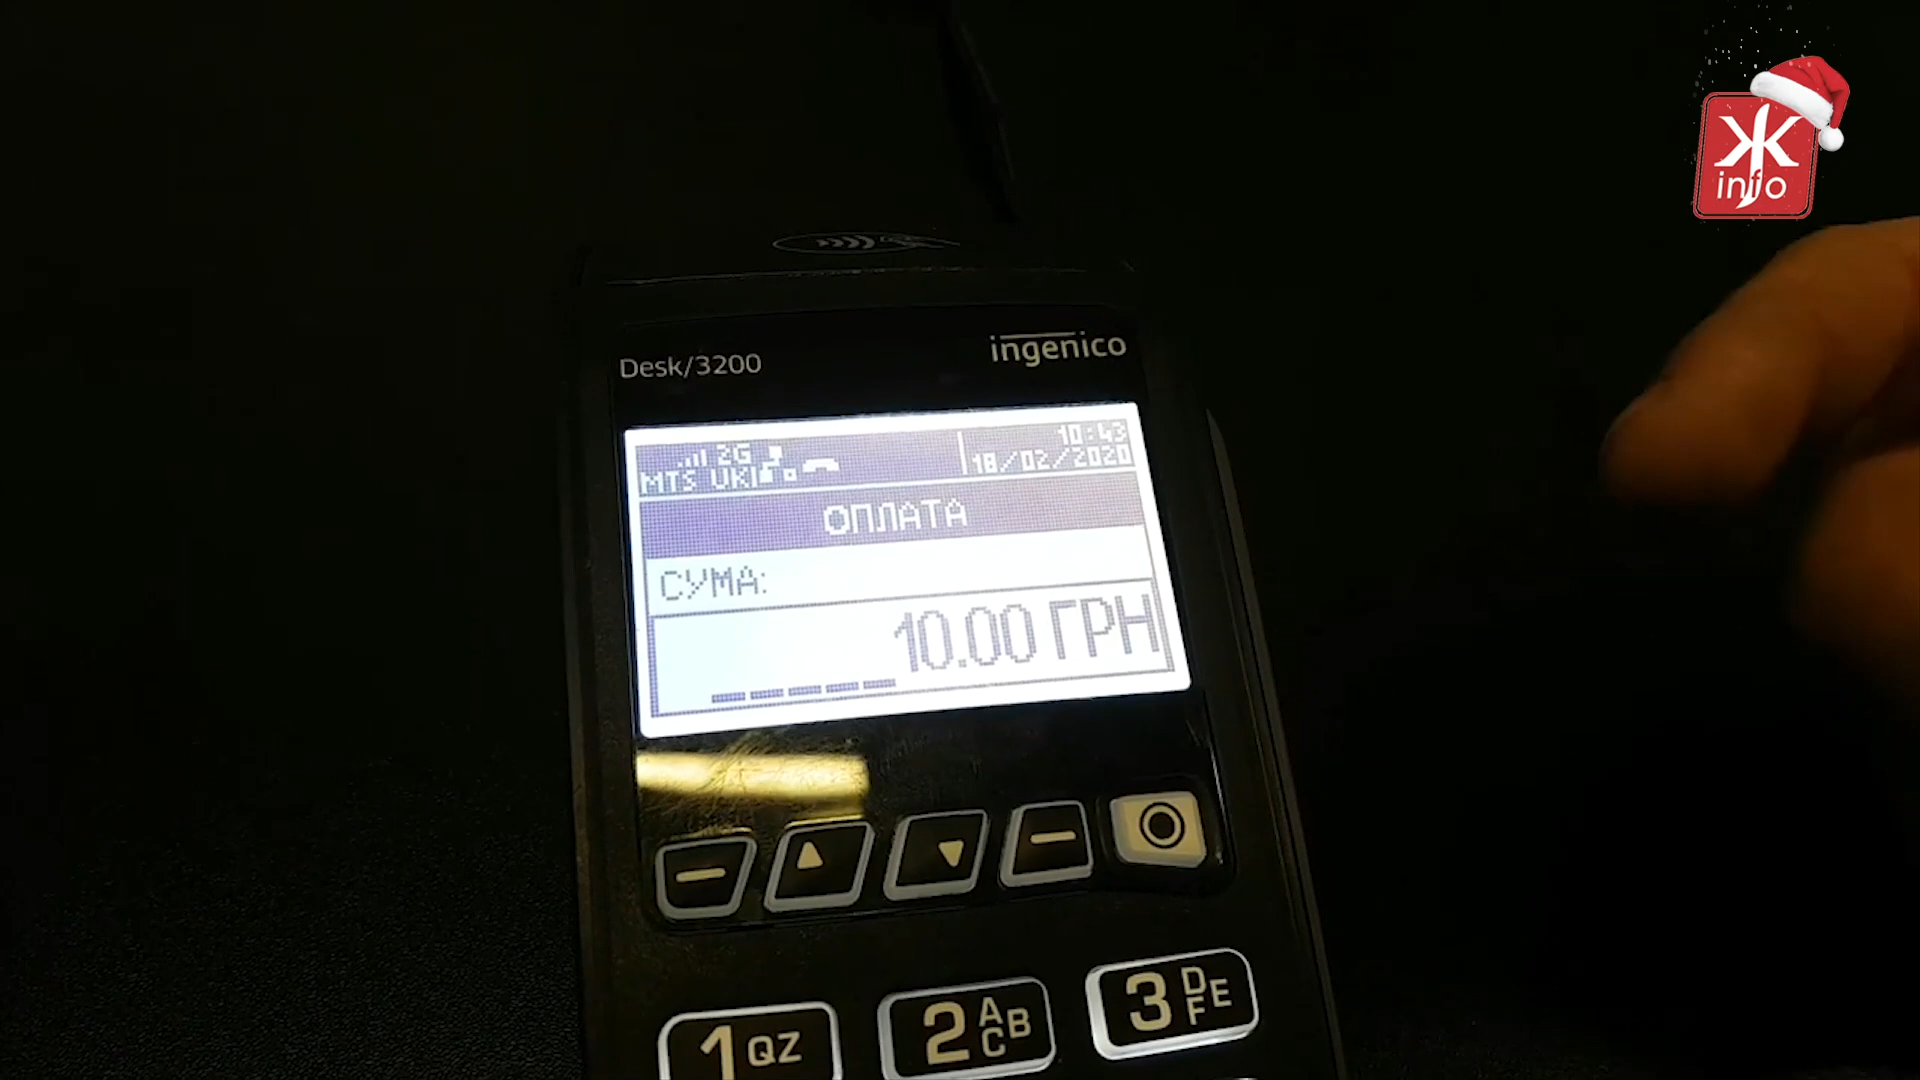 Ж
info
Desk/3200
ingenico
2G
10:43
MTS UKR
18/02/2020
ОПЛАТА
СУМА:
10.00 ГРН
1 QZ
2 ABC
3 DEF